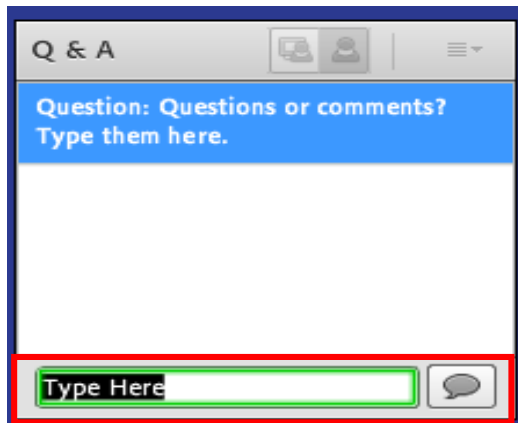 Q & A
Question: Questions or comments?
Type them here.
Type Here